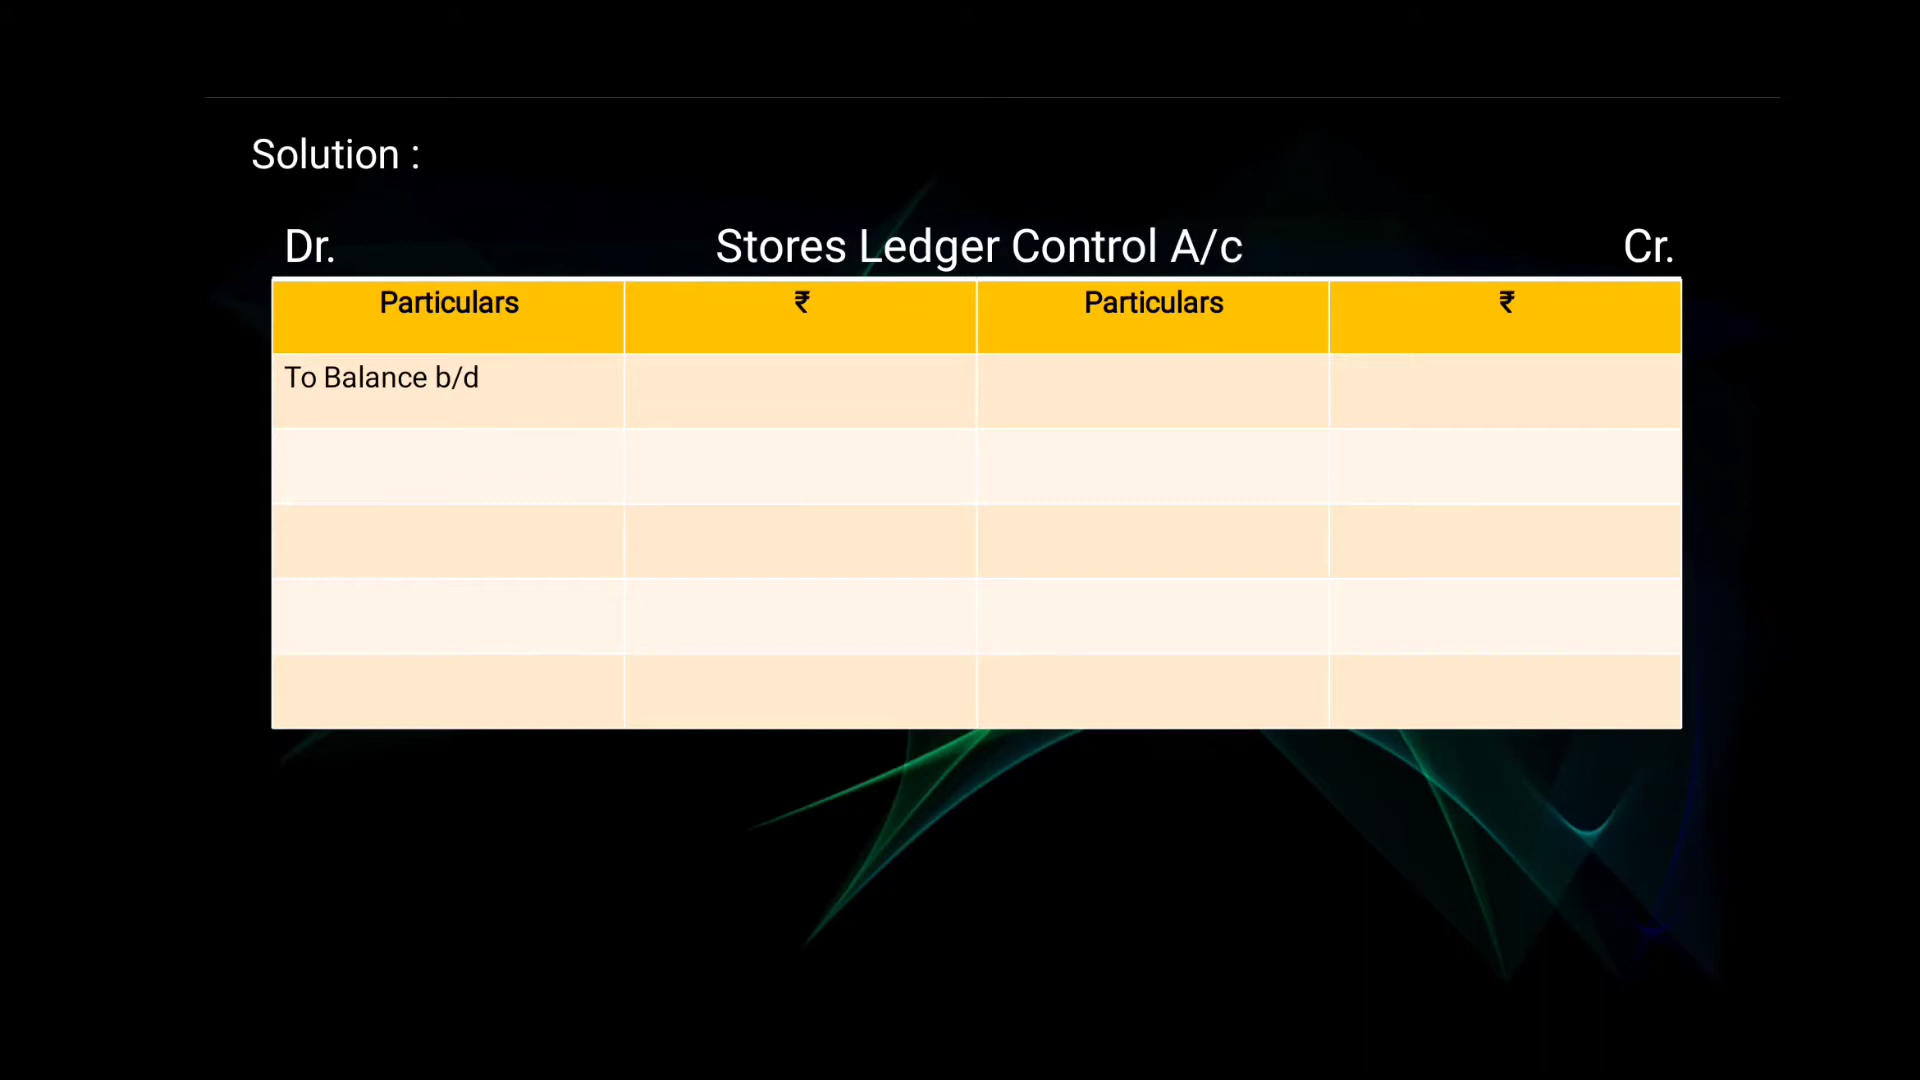 Solution :
Dr. Stores Ledger Control A/c Cr.
Particulars ₹ Particulars ₹
To Balance b/d